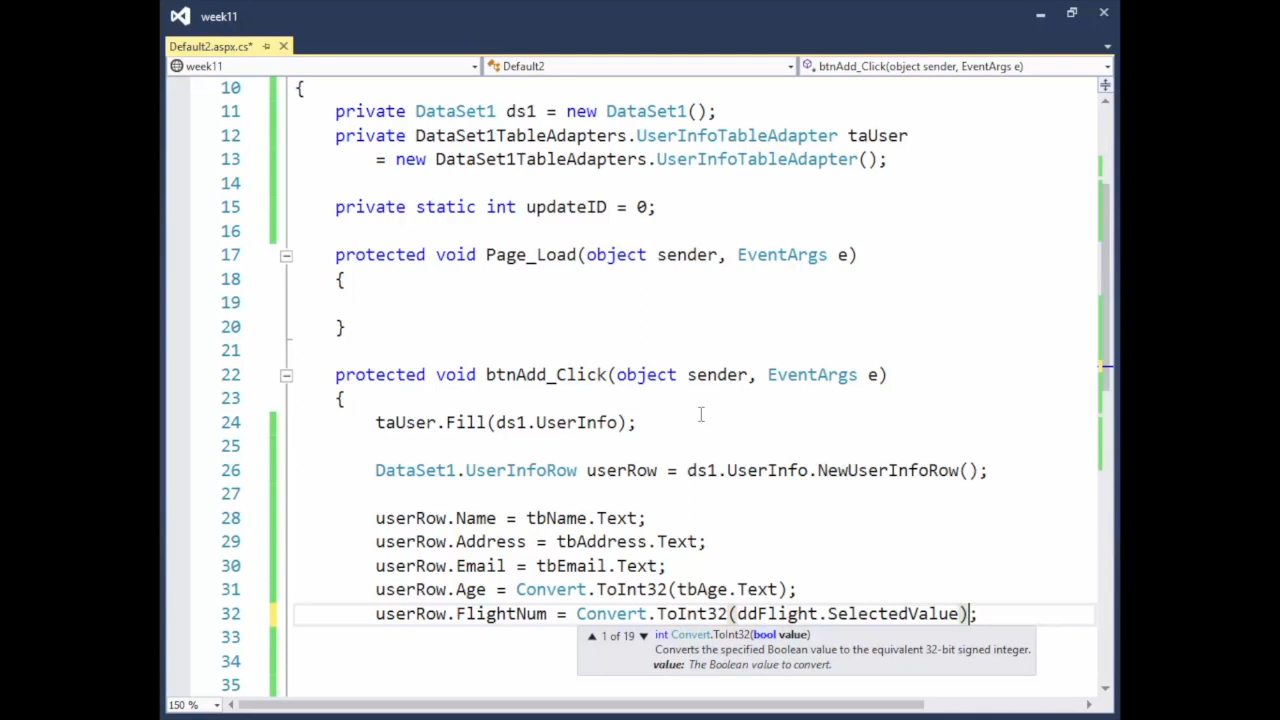 week11
Default2.aspx.cs*
week11 Default2 btnAdd_Click(object sender, EventArgs e)
10 {
11 private DataSet1 ds1 = new DataSet1();
12 private DataSet1TableAdapters.UserInfoTableAdapter taUser
13 = new DataSet1TableAdapters.UserInfoTableAdapter();
14
15 private static int updateID = 0;
16
17 protected void Page_Load(object sender, EventArgs e)
18 {
19
20 }
21
22 protected void btnAdd_Click(object sender, EventArgs e)
23 {
24 taUser.Fill(ds1.UserInfo);
25
26 DataSet1.UserInfoRow userRow = ds1.UserInfo.NewUserInfoRow();
27
28 userRow.Name = tbName.Text;
29 userRow.Address = tbAddress.Text;
30 userRow.Email = tbEmail.Text;
31 userRow.Age = Convert.ToInt32(tbAge.Text);
32 userRow.FlightNum = Convert.ToInt32(ddFlight.SelectedValue);
33 ▲ 1 of 19 ▼ int Convert.ToInt32(bool value)
Converts the specified Boolean value to the equivalent 32-bit signed integer.
34 value: The Boolean value to convert.
35
150 %